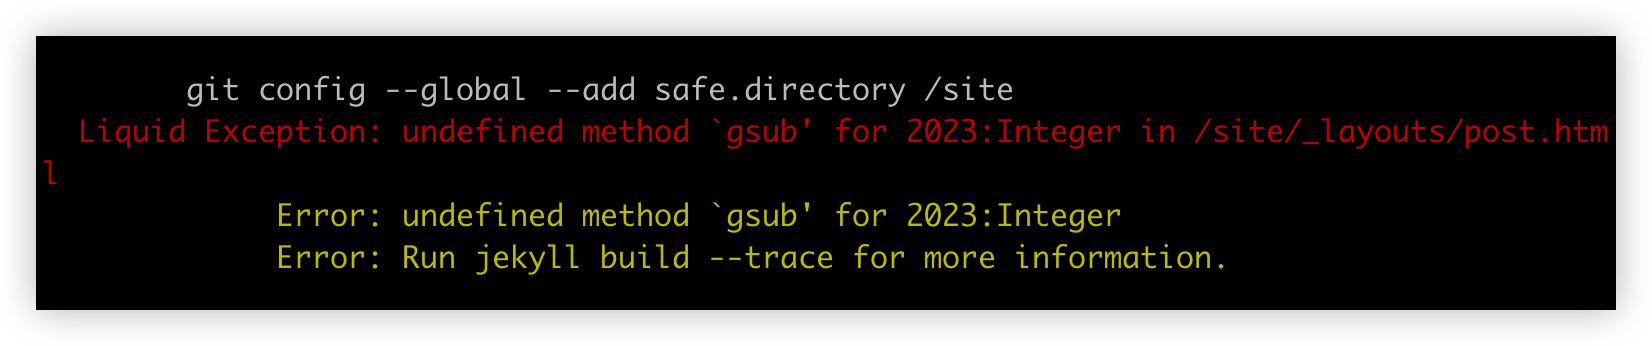 git config --global --add safe.directory /site
Liquid Exception: undefined method `gsub' for 2023:Integer in /site/_layouts/post.htm
l
Error: undefined method `gsub' for 2023:Integer
Error: Run jekyll build --trace for more information.